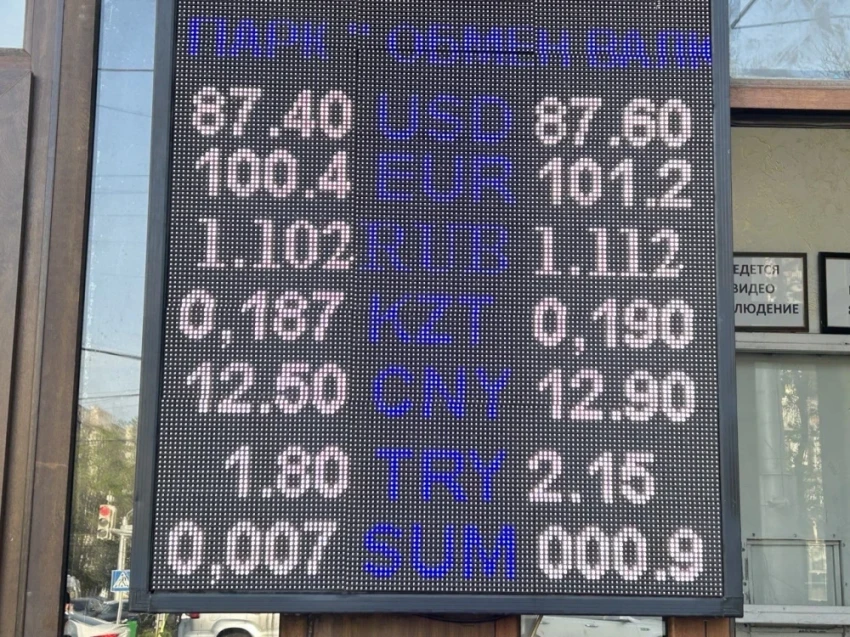 ПАРК " ОБМЕН ВАЛЮ
87.40 USD 87.60
100.4 EUR 101.2
1.102 RUB 1.112
0,187 KZT 0,190
12.50 CNY 12.90
1.80 TRY 2.15
0,007 SUM 000.9
ЕДЕТСЯ
ВИДЕО
ЛЮДЕНИЕ